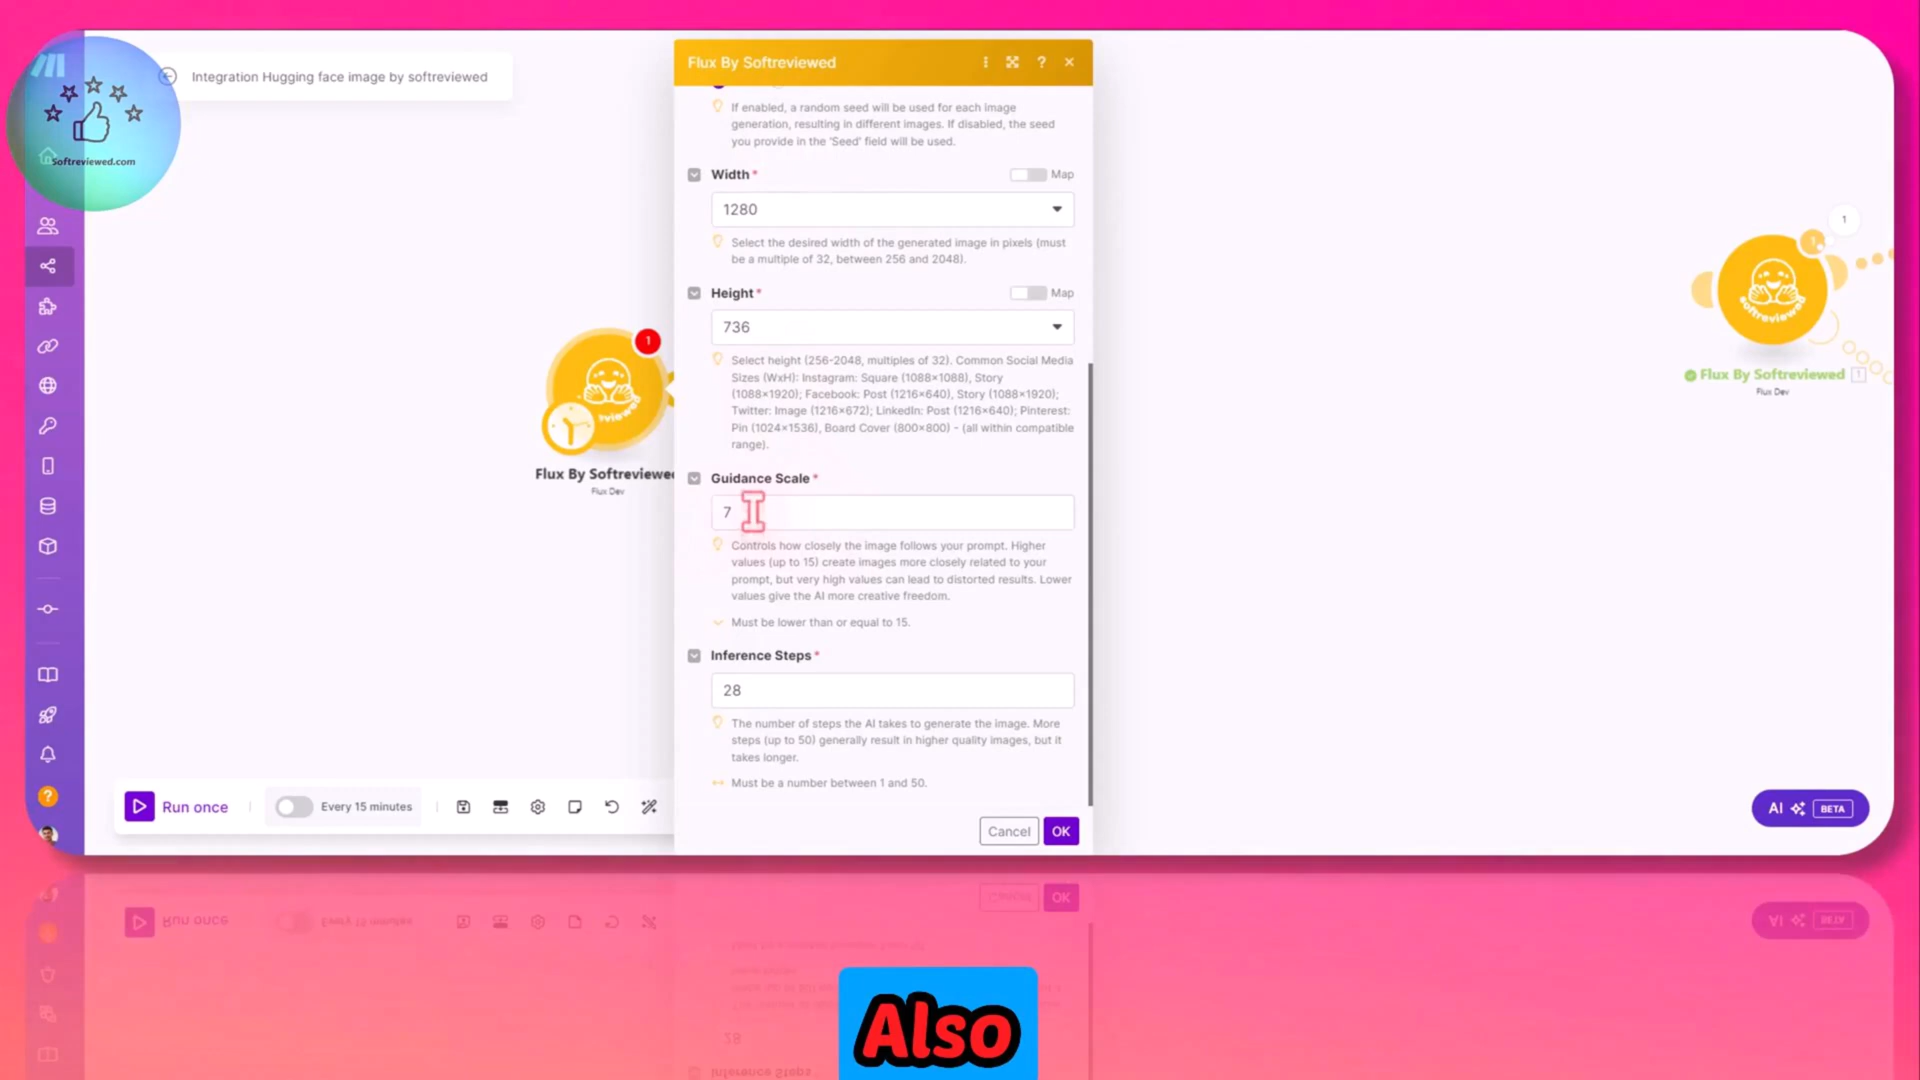 Integration Hugging face image by softreviewed
Softreviewed.com
Flux By Softreviewed
If enabled, a random seed will be used for each image
generation, resulting in different images. If disabled, the seed
you provide in the 'Seed' field will be used.
Width*
Map
1280
Select the desired width of the generated image in pixels (must
be a multiple of 32, between 256 and 2048).
Height*
Map
736
Select height (256-2048, multiples of 32). Common Social Media
Sizes (WxH): Instagram: Square (1088×1088), Story
(1088×1920); Facebook: Post (1216×640), Story (1088×1920);
Twitter: Image (1216×672); LinkedIn: Post (1216×640); Pinterest:
Pin (1024×1536), Board Cover (800×800) - (all within compatible
range).
Guidance Scale*
7
Controls how closely the image follows your prompt. Higher
values (up to 15) create images more closely related to your
prompt, but very high values can lead to distorted results. Lower
values give the AI more creative freedom.
Must be lower than or equal to 15.
Inference Steps*
28
The number of steps the AI takes to generate the image. More
steps (up to 50) generally result in higher quality images, but it
takes longer.
Must be a number between 1 and 50.
Cancel
OK
1
Flux By Softreviewe
Flux Dev
1
1
softreviewed
Flux By Softreviewed 1
Flux Dev
Run once
Every 15 minutes
AI BETA
Also